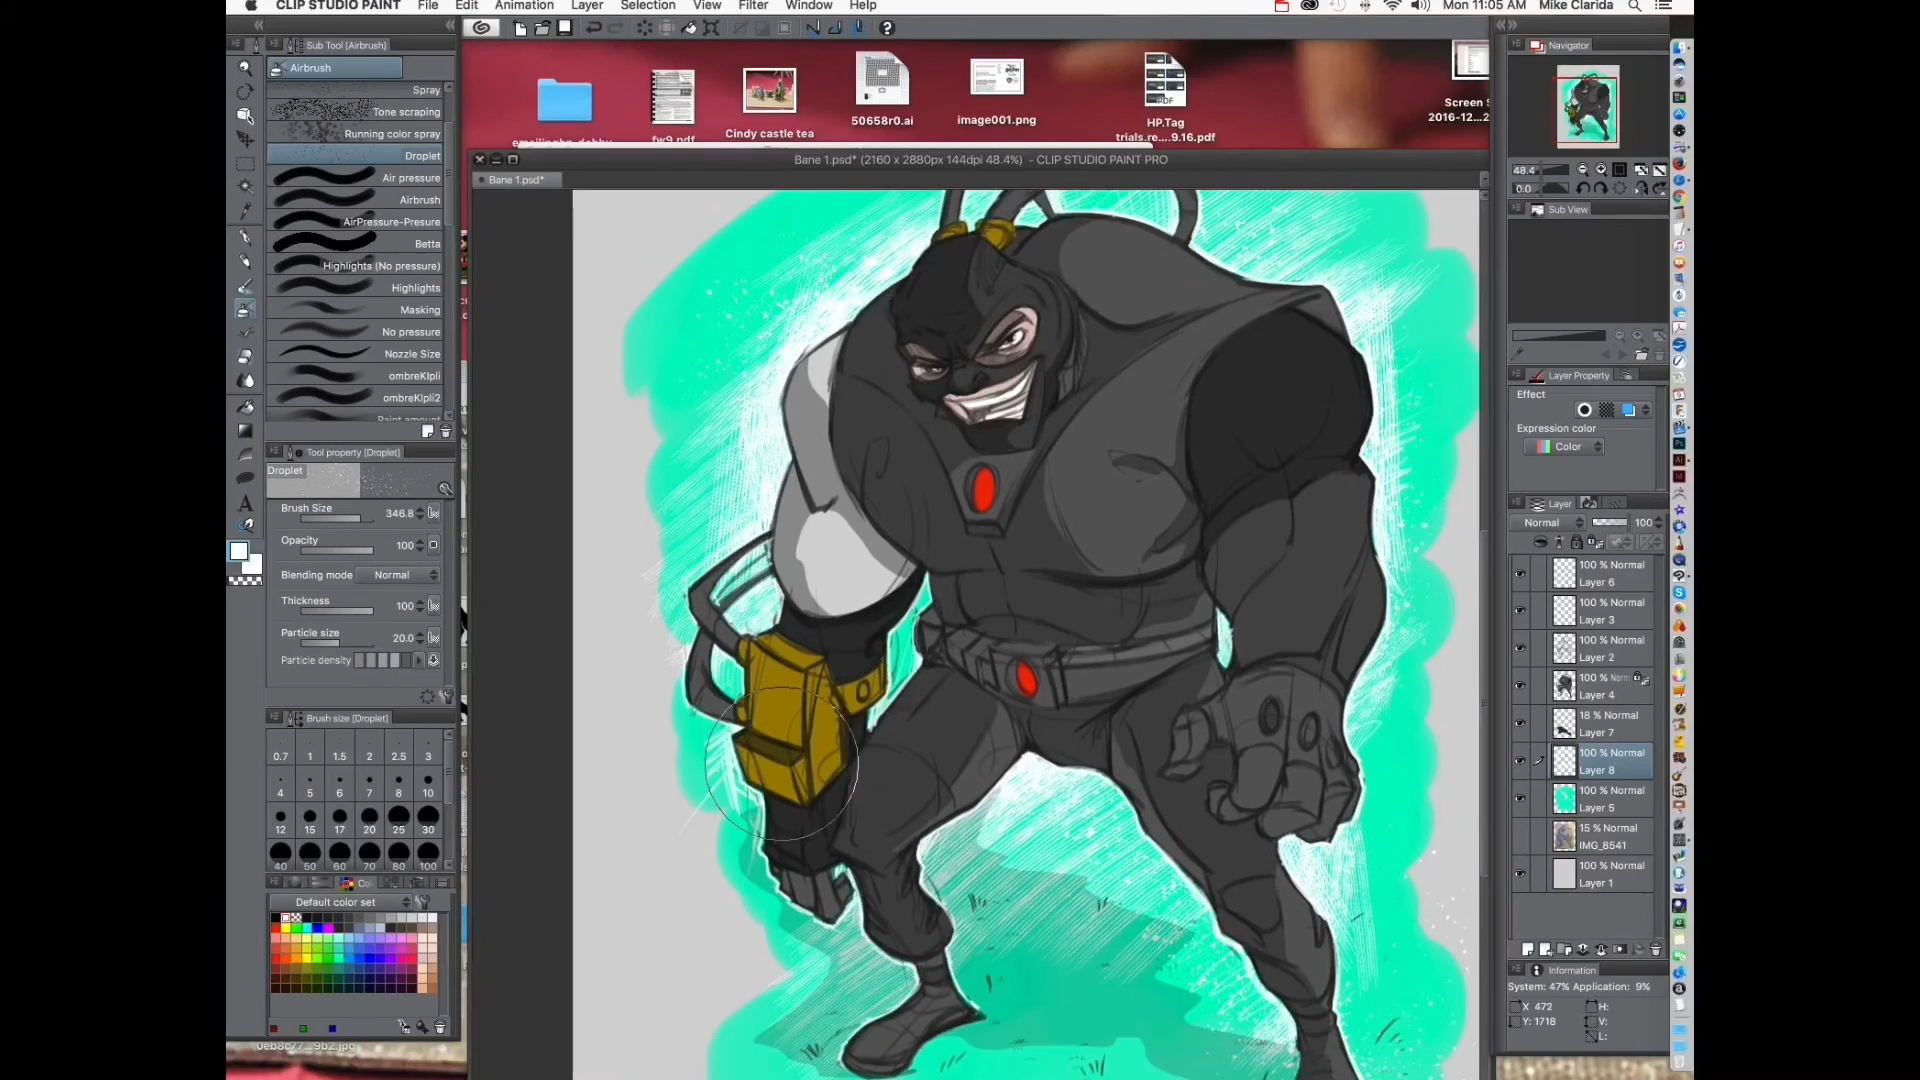 CLIP STUDIO PAINT File Edit Animation Layer Selection View Filter Window Help
Mon 11:05 AM Mike Clarida
Sub Tool [Airbrush]
Airbrush
Spray
Tone scraping
Running color spray
Droplet
Air pressure
Airbrush
AirPressure-Presure
Betta
Highlights (No pressure)
Highlights
Masking
No pressure
Nozzle Size
ombreKlpli
ombreKlpli2
Paint amount
Tool property [Droplet]
Droplet
Brush Size 346.8
Opacity 100
Blending mode Normal
Thickness 100
Particle size 20.0
Particle density
Brush size [Droplet]
0.7 1 1.5 2 2.5 3
4 5 6 7 8 10
12 15 17 20 25 30
40 50 60 70 80 100
Default color set
fw9.pdf
Cindy castle tea
50658r0.ai
image001.png
HP.Tag
trials.re....9.16.pdf
Screen S
2016-12...
Bane 1.psd* (2160 x 2880px 144dpi 48.4%) - CLIP STUDIO PAINT PRO
Bane 1.psd*
Navigator
48.4
0.0
Sub View
Layer Property
Effect
Expression color
Color
Layer
Normal 100
100 % Normal
Layer 6
100 % Normal
Layer 3
100 % Normal
Layer 2
100 % Norm
Layer 4
18 % Normal
Layer 7
100 % Normal
Layer 8
100 % Normal
Layer 5
15 % Normal
IMG_8541
100 % Normal
Layer 1
Information
System: 47% Application: 9%
X 472 H:
Y: 1718 V:
L: